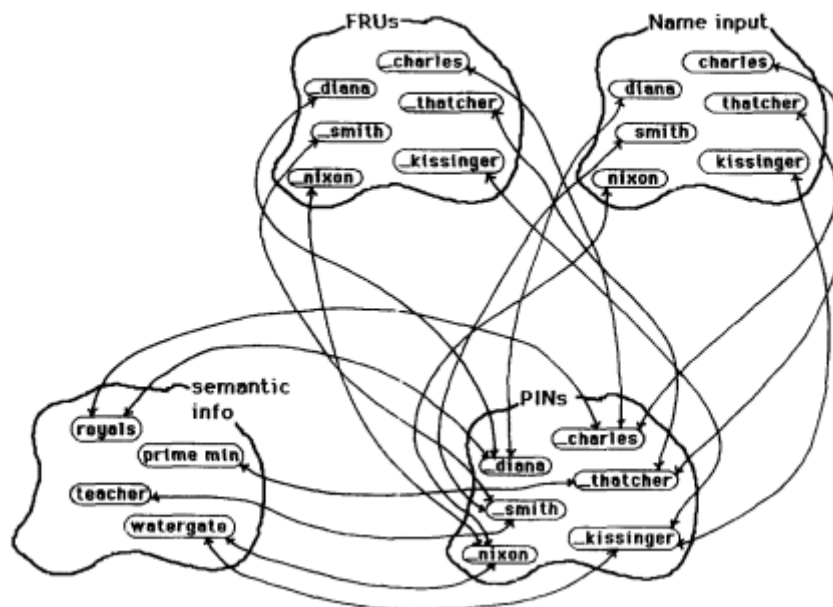 FRUs
_charles
_diana
_thatcher
_smith
_kissinger
_nixon
Name input
charles
diana
thatcher
smith
kissinger
nixon
semantic
info
royals
prime min
teacher
watergate
PINs
_charles
_diana
_thatcher
_smith
_kissinger
_nixon